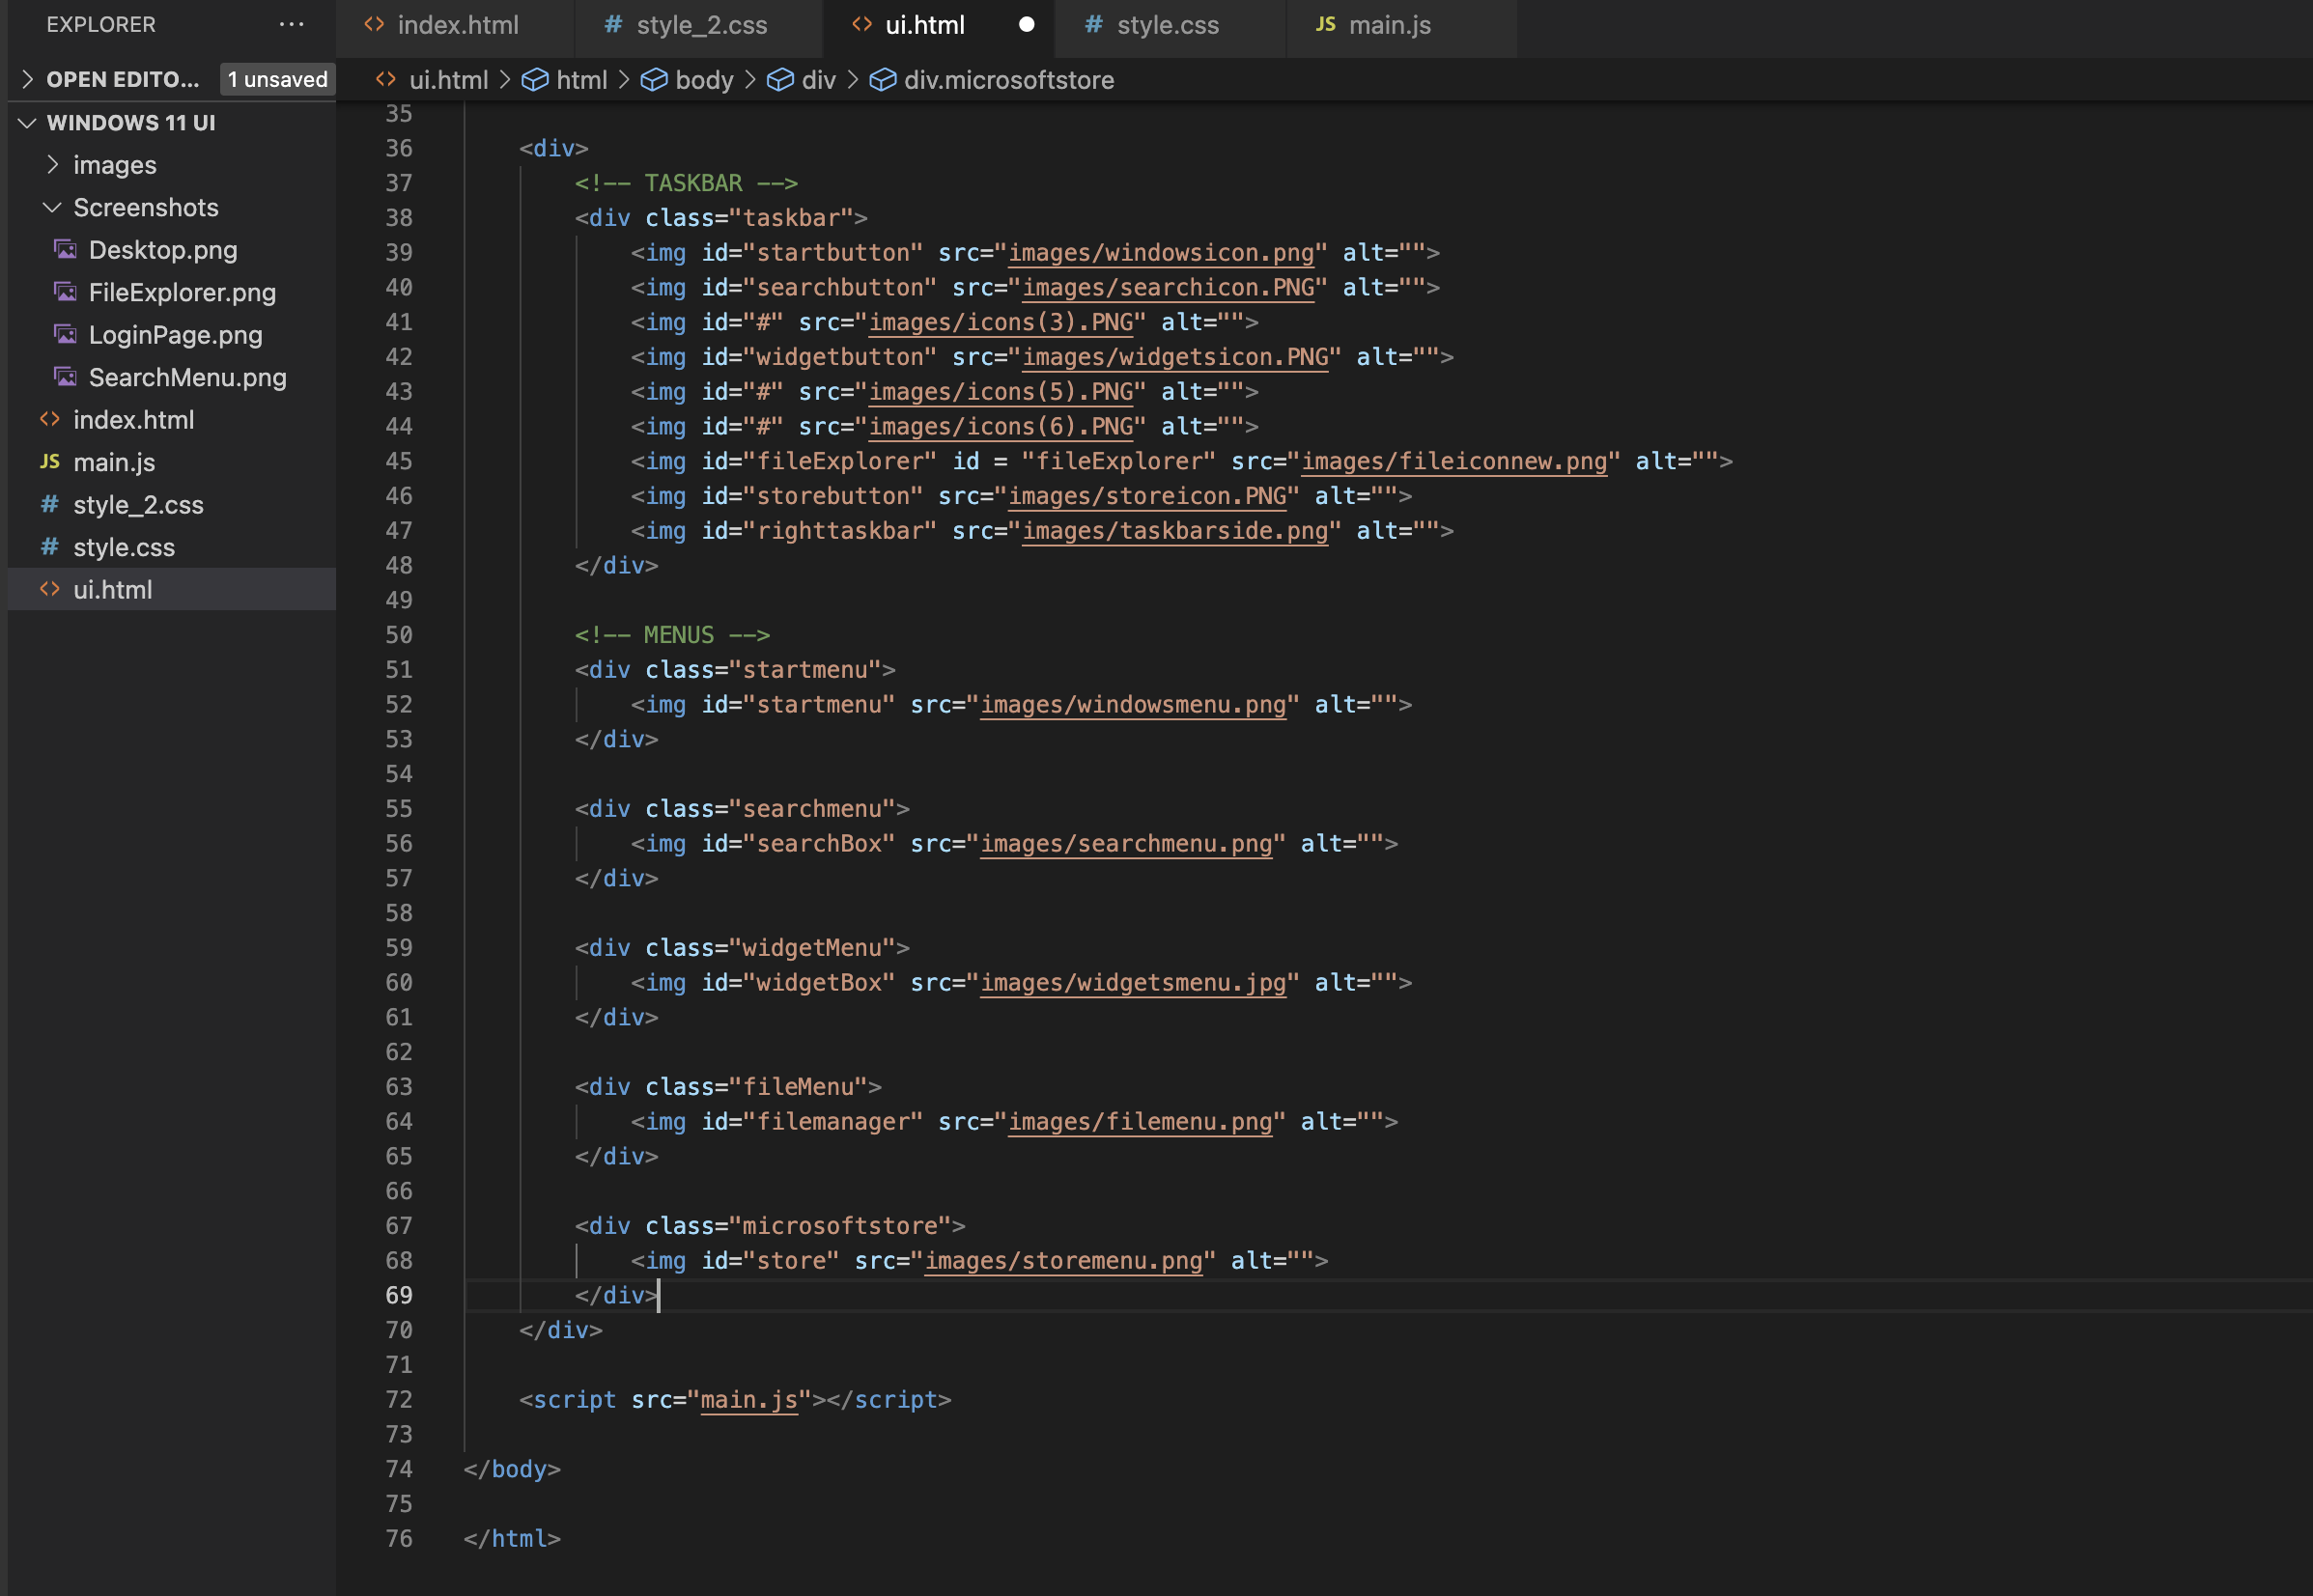 EXPLORER ...
OPEN EDITO... 1 unsaved
WINDOWS 11 UI
images
Screenshots
Desktop.png
FileExplorer.png
LoginPage.png
SearchMenu.png
index.html
JS main.js
# style_2.css
# style.css
<> ui.html
<> index.html # style_2.css <> ui.html # style.css JS main.js
<> ui.html > html > body > div > div.microsoftstore
35
36 <div>
37 <!-- TASKBAR -->
38 <div class="taskbar">
39 <img id="startbutton" src="images/windowsicon.png" alt="">
40 <img id="searchbutton" src="images/searchicon.PNG" alt="">
41 <img id="#" src="images/icons(3).PNG" alt="">
42 <img id="widgetbutton" src="images/widgetsicon.PNG" alt="">
43 <img id="#" src="images/icons(5).PNG" alt="">
44 <img id="#" src="images/icons(6).PNG" alt="">
45 <img id="fileExplorer" id = "fileExplorer" src="images/fileiconnew.png" alt="">
46 <img id="storebutton" src="images/storeicon.PNG" alt="">
47 <img id="righttaskbar" src="images/taskbarside.png" alt="">
48 </div>
49
50 <!-- MENUS -->
51 <div class="startmenu">
52 <img id="startmenu" src="images/windowsmenu.png" alt="">
53 </div>
54
55 <div class="searchmenu">
56 <img id="searchBox" src="images/searchmenu.png" alt="">
57 </div>
58
59 <div class="widgetMenu">
60 <img id="widgetBox" src="images/widgetsmenu.jpg" alt="">
61 </div>
62
63 <div class="fileMenu">
64 <img id="filemanager" src="images/filemenu.png" alt="">
65 </div>
66
67 <div class="microsoftstore">
68 <img id="store" src="images/storemenu.png" alt="">
69 </div>
70 </div>
71
72 <script src="main.js"></script>
73
74 </body>
75
76 </html>